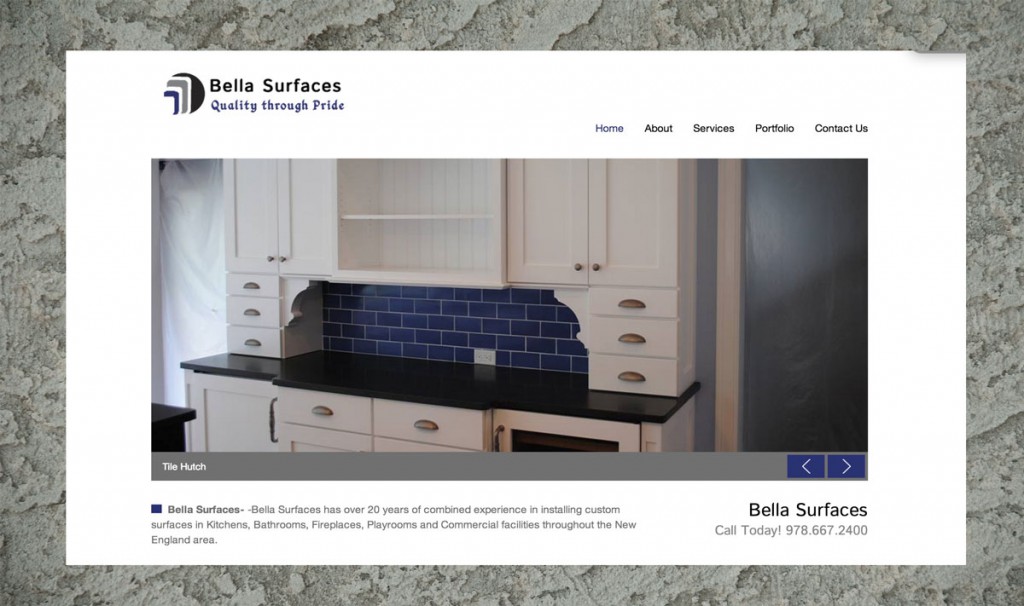 Bella Surfaces
Quality through Pride
Home About Services Portfolio Contact Us
Tile Hutch
Bella Surfaces- -Bella Surfaces has over 20 years of combined experience in installing custom
surfaces in Kitchens, Bathrooms, Fireplaces, Playrooms and Commercial facilities throughout the New
England area.
Bella Surfaces
Call Today! 978.667.2400